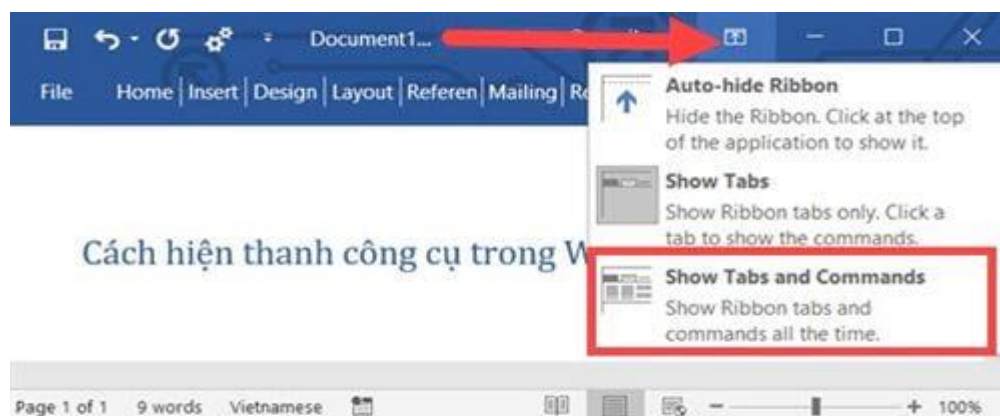 Document1...
File Home Insert Design Layout Referen Mailing
Auto-hide Ribbon
Hide the Ribbon. Click at the top
of the application to show it.
Show Tabs
Show Ribbon tabs only. Click a
tab to show the commands.
Cách hiện thanh công cụ trong
Show Tabs and Commands
Show Ribbon tabs and
commands all the time.
Page 1 of 1 9 words Vietnamese 100%